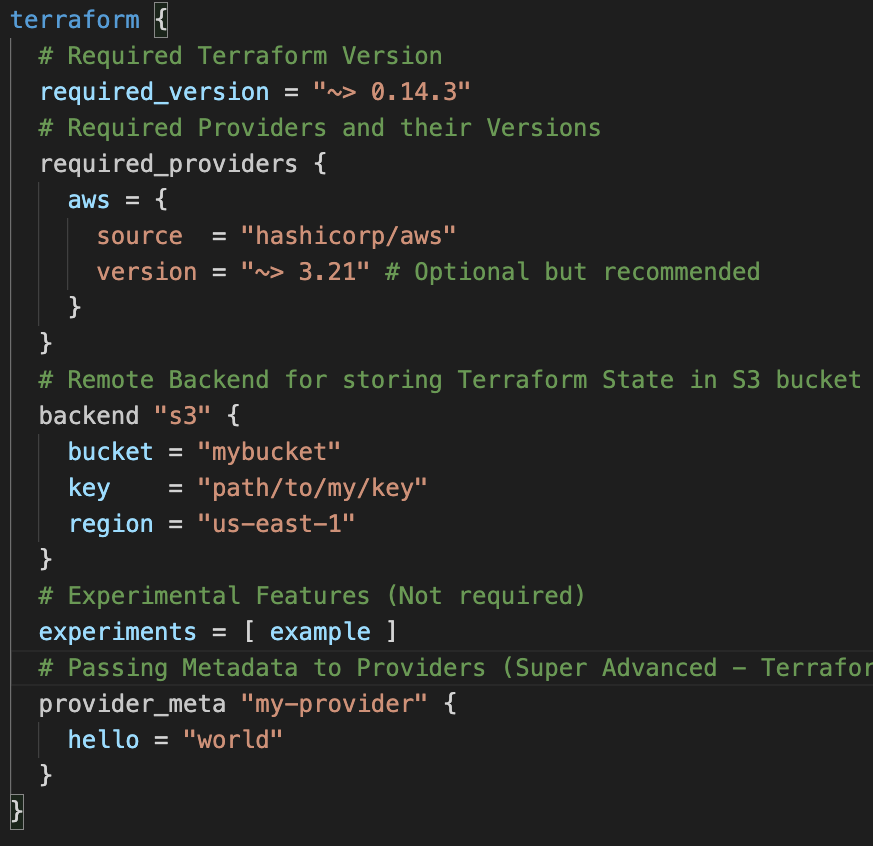 terraform {
  # Required Terraform Version
  required_version = "~> 0.14.3"
  # Required Providers and their Versions
  required_providers {
    aws = {
      source  = "hashicorp/aws"
      version = "~> 3.21" # Optional but recommended
    }
  }
  # Remote Backend for storing Terraform State in S3 bucket
  backend "s3" {
    bucket = "mybucket"
    key    = "path/to/my/key"
    region = "us-east-1"
  }
  # Experimental Features (Not required)
  experiments = [ example ]
  # Passing Metadata to Providers (Super Advanced - Terrafor
  provider_meta "my-provider" {
    hello = "world"
  }
}